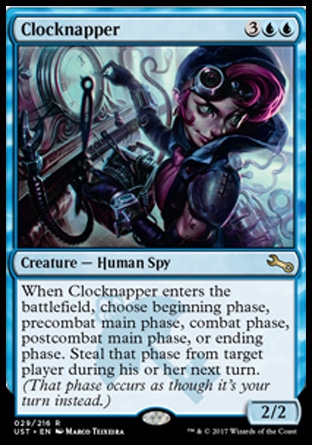 Clocknapper 3
Creature — Human Spy
When Clocknapper enters the
battlefield, choose beginning phase,
precombat main phase, combat phase,
postcombat main phase, or ending
phase. Steal that phase from target
player during his or her next turn.
(That phase occurs as though it's your
turn instead.)
2/2
029/216 R
UST • EN Marco Teixeira
™ & © 2017 Wizards of the Coast